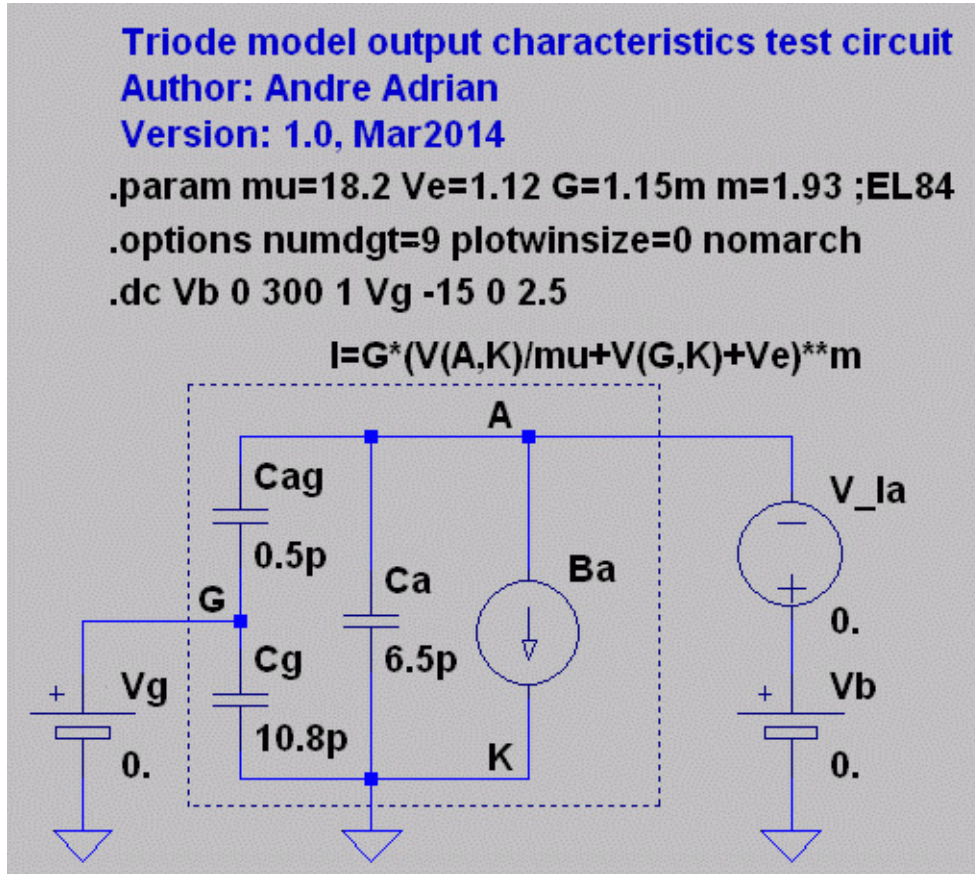 Triode model output characteristics test circuit
Author: Andre Adrian
Version: 1.0, Mar2014
.param mu=18.2 Ve=1.12 G=1.15m m=1.93 ;EL84
.options numdgt=9 plotwinsize=0 nomarch
.dc Vb 0 300 1 Vg -15 0 2.5
I=G*(V(A,K)/mu+V(G,K)+Ve)**m
A
Cag
V_Ia
0.5p
Ca
Ba
G
0.
6.5p
Cg
Vg
Vb
10.8p
K
0.
0.